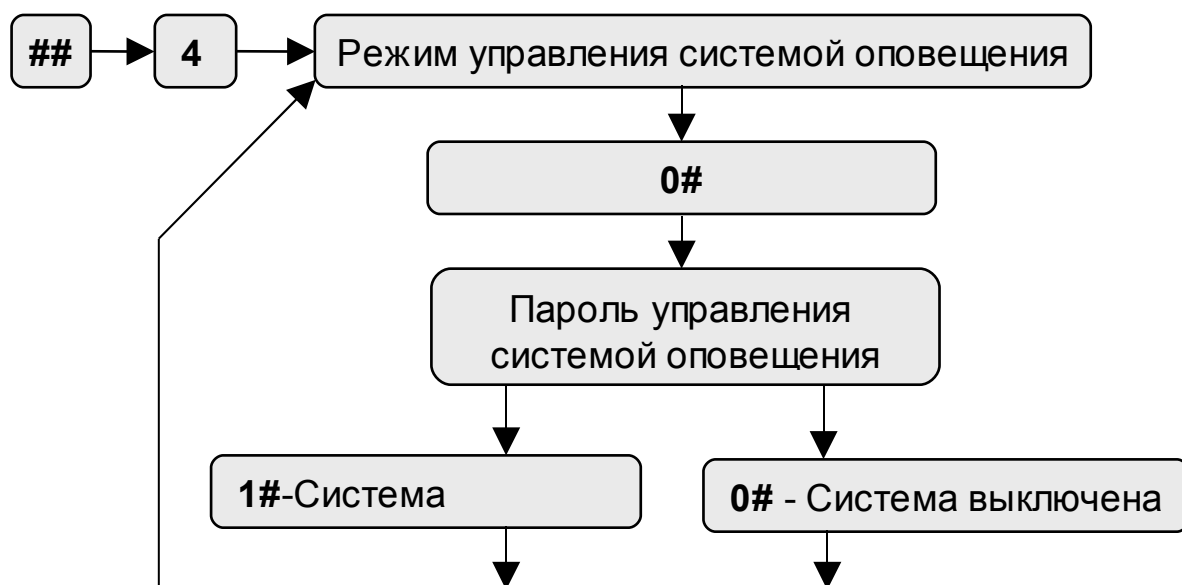 ## 4 Режим управления системой оповещения
0#
Пароль управления
системой оповещения
1#-Система 0# - Система выключена